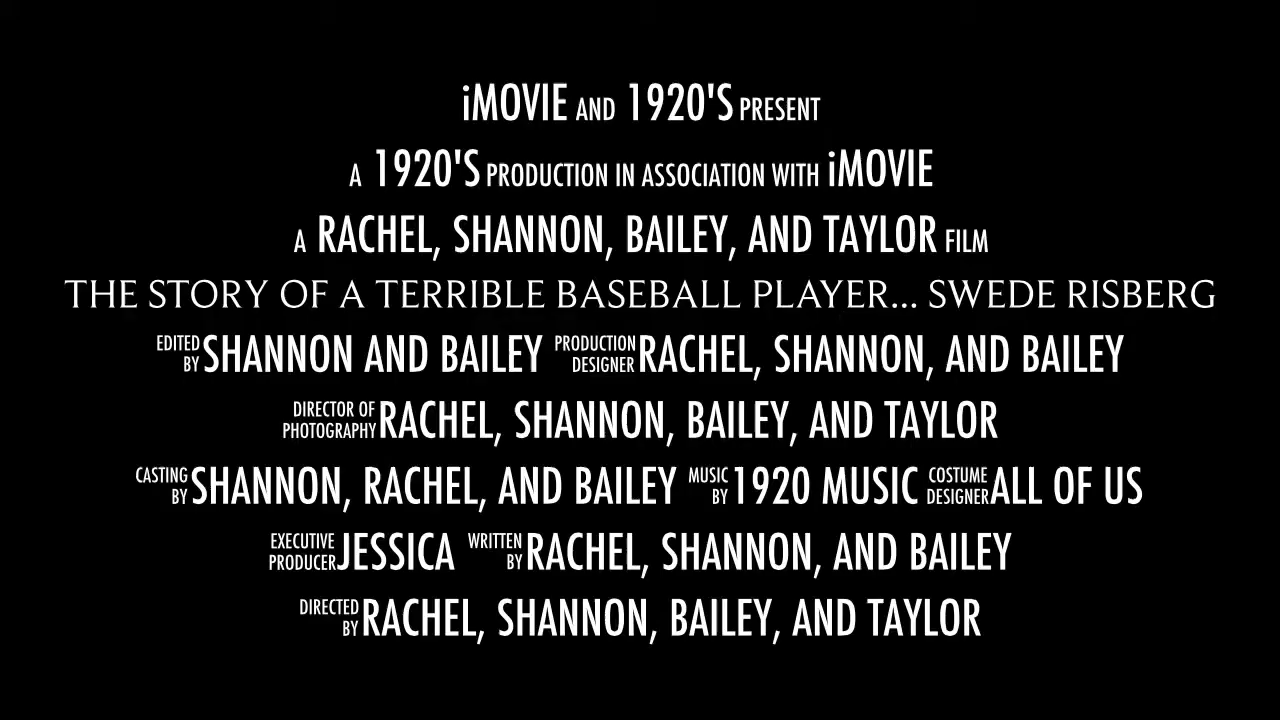 iMOVIE AND 1920'S PRESENT
A 1920'S PRODUCTION IN ASSOCIATION WITH iMOVIE
A RACHEL, SHANNON, BAILEY, AND TAYLOR FILM
THE STORY OF A TERRIBLE BASEBALL PLAYER... SWEDE RISBERG
EDITED BY SHANNON AND BAILEY PRODUCTION DESIGNER RACHEL, SHANNON, AND BAILEY
DIRECTOR OF PHOTOGRAPHY RACHEL, SHANNON, BAILEY, AND TAYLOR
CASTING BY SHANNON, RACHEL, AND BAILEY MUSIC BY 1920 MUSIC COSTUME DESIGNER ALL OF US
EXECUTIVE PRODUCER JESSICA WRITTEN BY RACHEL, SHANNON, AND BAILEY
DIRECTED BY RACHEL, SHANNON, BAILEY, AND TAYLOR